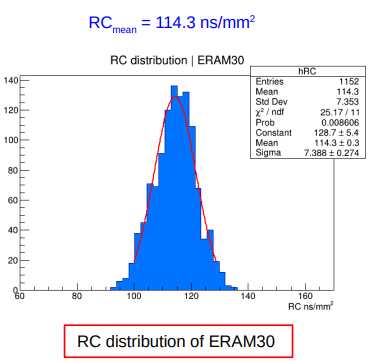 RCmean = 114.3 ns/mm²
RC distribution | ERAM30
hRC
Entries 1152
Mean 114.3
Std Dev 7.353
χ² / ndf 25.17 / 11
Prob 0.008606
Constant 128.7 ± 5.4
Mean 114.3 ± 0.3
Sigma 7.388 ± 0.274
140
120
100
80
60
40
20
0
60 80 100 120 140 160
RC ns/mm²
RC distribution of ERAM30